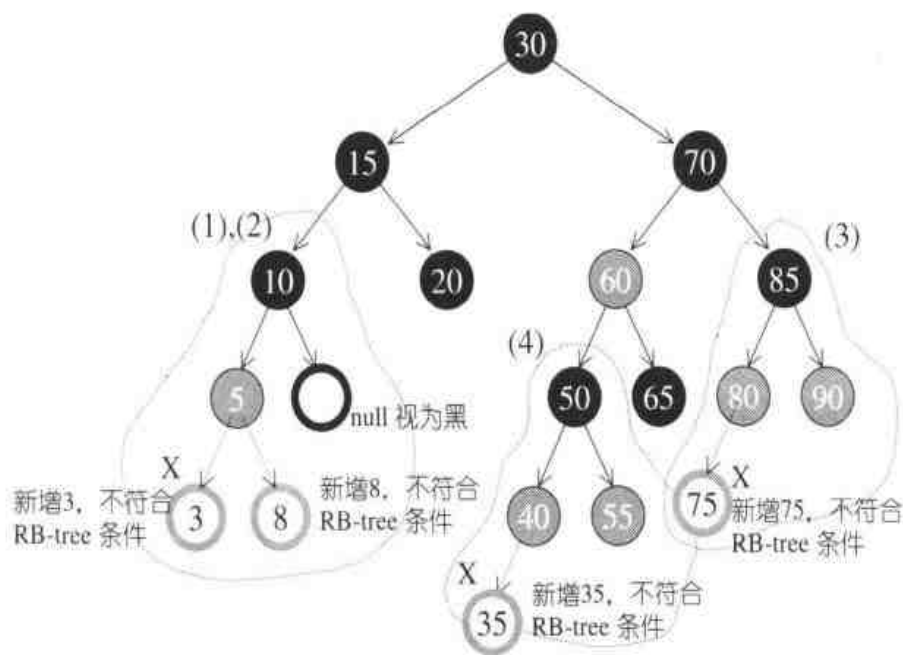 30
15
70
(1),(2)
(3)
10
20
60
85
(4)
5
null 视为黑
50
65
80
90
X
新增3，不符合
RB-tree 条件
3
8
新增8，不符合
RB-tree 条件
40
55
75
X
新增75，不符合
RB-tree 条件
X
35
新增35，不符合
RB-tree 条件